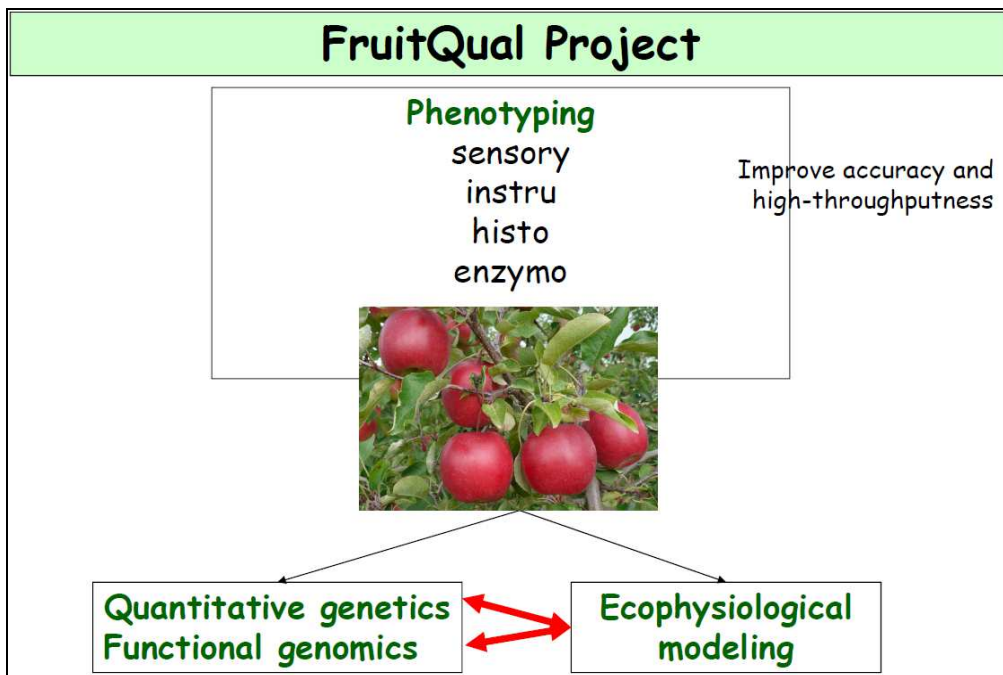 FruitQual Project
Phenotyping
sensory
instru
histo
enzymo
Improve accuracy and
high-throughputness
Quantitative genetics
Functional genomics
Ecophysiological
modeling